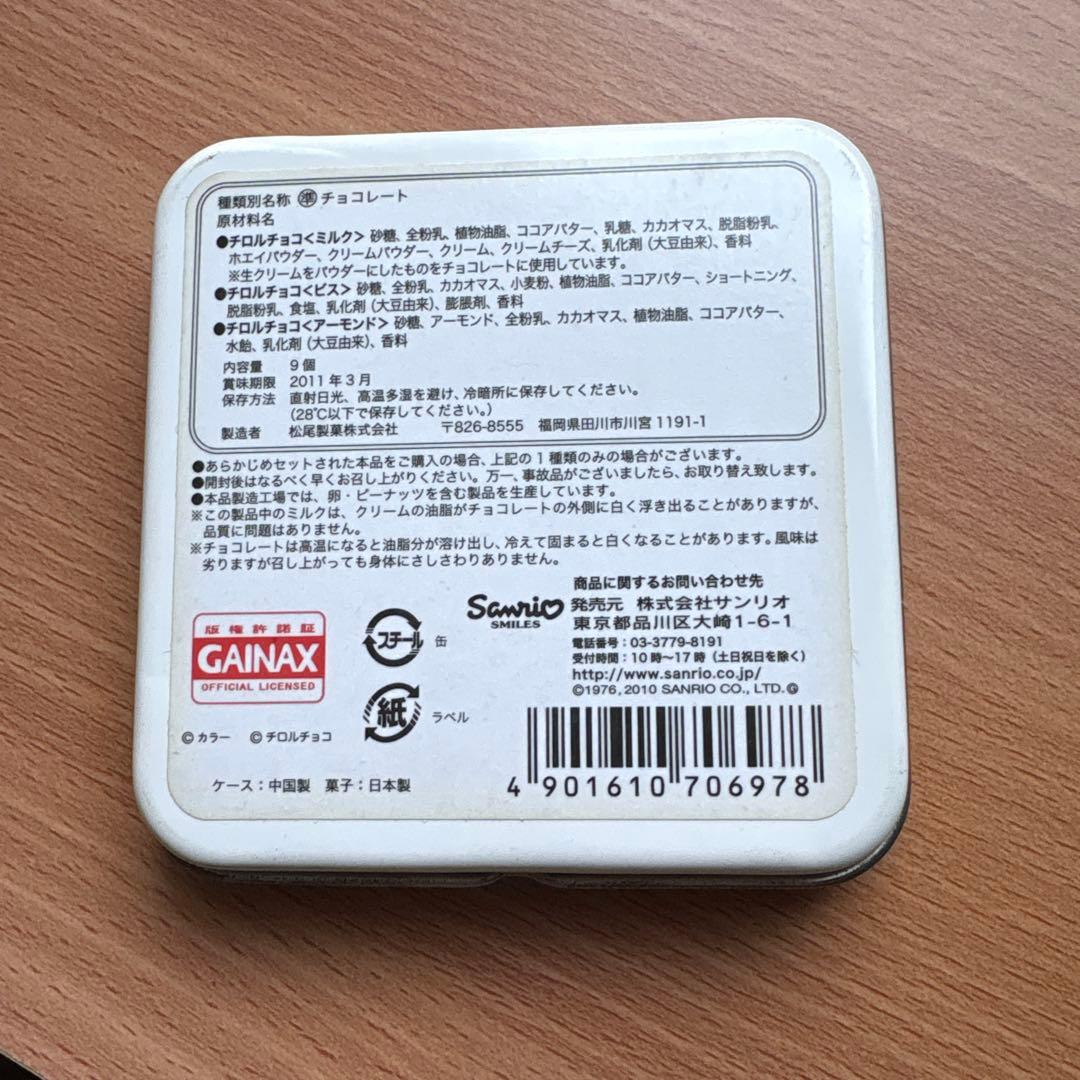 種類別名称 準 チョコレート
原材料名
●チロルチョコ<ミルク> 砂糖、全粉乳、植物油脂、ココアバター、乳糖、カカオマス、脱脂粉乳、
ホエイパウダー、クリームパウダー、クリーム、クリームチーズ、乳化剤(大豆由来)、香料
※生クリームをパウダーにしたものをチョコレートに使用しています。
●チロルチョコ<ビス> 砂糖、全粉乳、カカオマス、小麦粉、植物油脂、ココアバター、ショートニング、
脱脂粉乳、食塩、乳化剤(大豆由来)、膨脹剤、香料
●チロルチョコ<アーモンド> 砂糖、アーモンド、全粉乳、カカオマス、植物油脂、ココアバター、
水飴、乳化剤(大豆由来)、香料
内容量 9個
賞味期限 2011年3月
保存方法 直射日光、高温多湿を避け、冷暗所に保存してください。
(28℃以下で保存してください。)
製造者 松尾製菓株式会社 〒826-8555 福岡県田川市川宮1191-1
●あらかじめセットされた本品をご購入の場合、上記の1種類のみの場合がございます。
●開封後はなるべく早くお召し上がりください。万一、事故品がございましたら、お取り替え致します。
●本品製造工場では、卵・ピーナッツを含む製品を生産しています。
※この製品中のミルクは、クリームの油脂がチョコレートの外側に白く浮き出ることがありますが、
品質に問題はありません。
※チョコレートは高温になると油脂分が溶け出し、冷えて固まると白くなることがあります。風味は
劣りますが召し上がっても身体にさしさわりありません。
商品に関するお問い合わせ先
Sanrio SMILES 発売元 株式会社サンリオ
東京都品川区大崎1-6-1
電話番号:03-3779-8191
受付時間:10時〜17時(土日祝日を除く)
http://www.sanrio.co.jp/
©1976, 2010 SANRIO CO., LTD. Ⓖ
版権許諾証
GAINAX
OFFICIAL LICENSED
スチール 缶
紙 ラベル
©カラー ©チロルチョコ
ケース:中国製 菓子:日本製
4 901610 706978